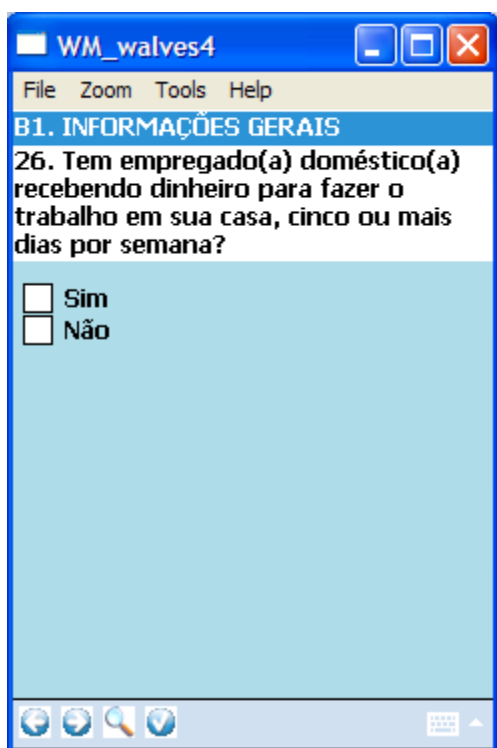 WM_walves4
File Zoom Tools Help
B1. INFORMAÇÕES GERAIS
26. Tem empregado(a) doméstico(a)
recebendo dinheiro para fazer o
trabalho em sua casa, cinco ou mais
dias por semana?
Sim
Não